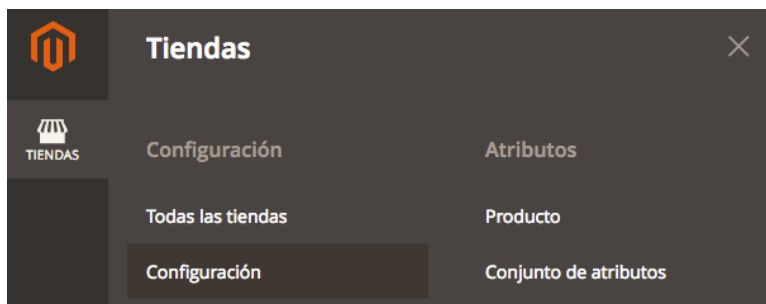 Tiendas
TIENDAS
Configuración
Atributos
Todas las tiendas
Producto
Configuración
Conjunto de atributos